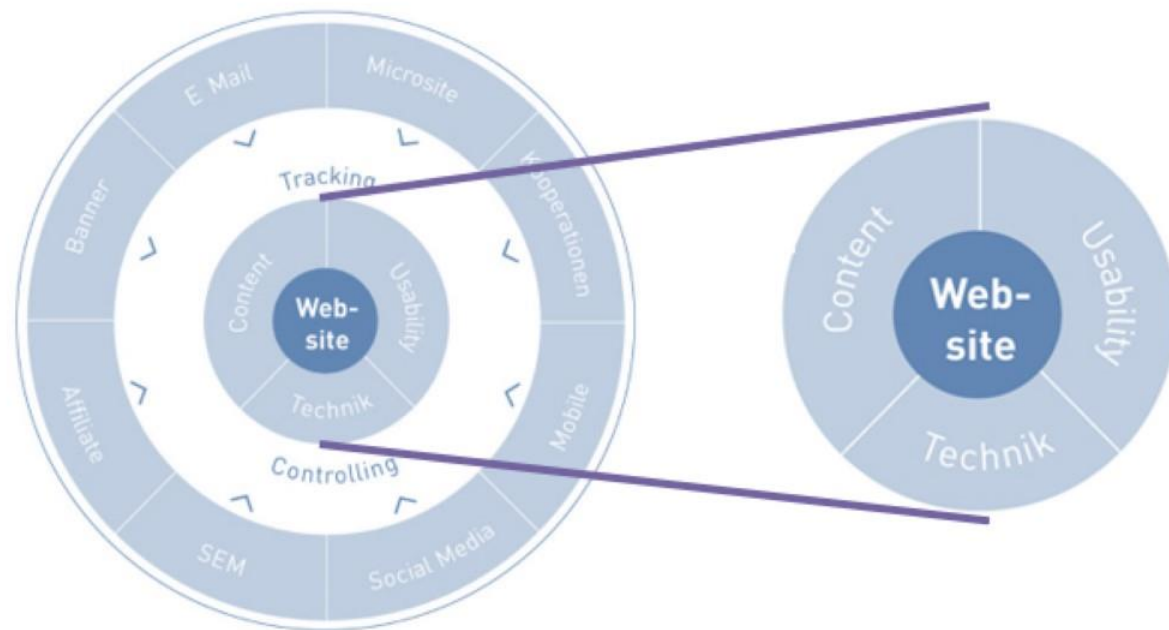 E Mail
Microsite
Kooperationen
Mobile
Social Media
SEM
Affiliate
Banner
Tracking
Content
Usability
Technik
Web-
site
Controlling
Content
Usability
Technik
Web-
site